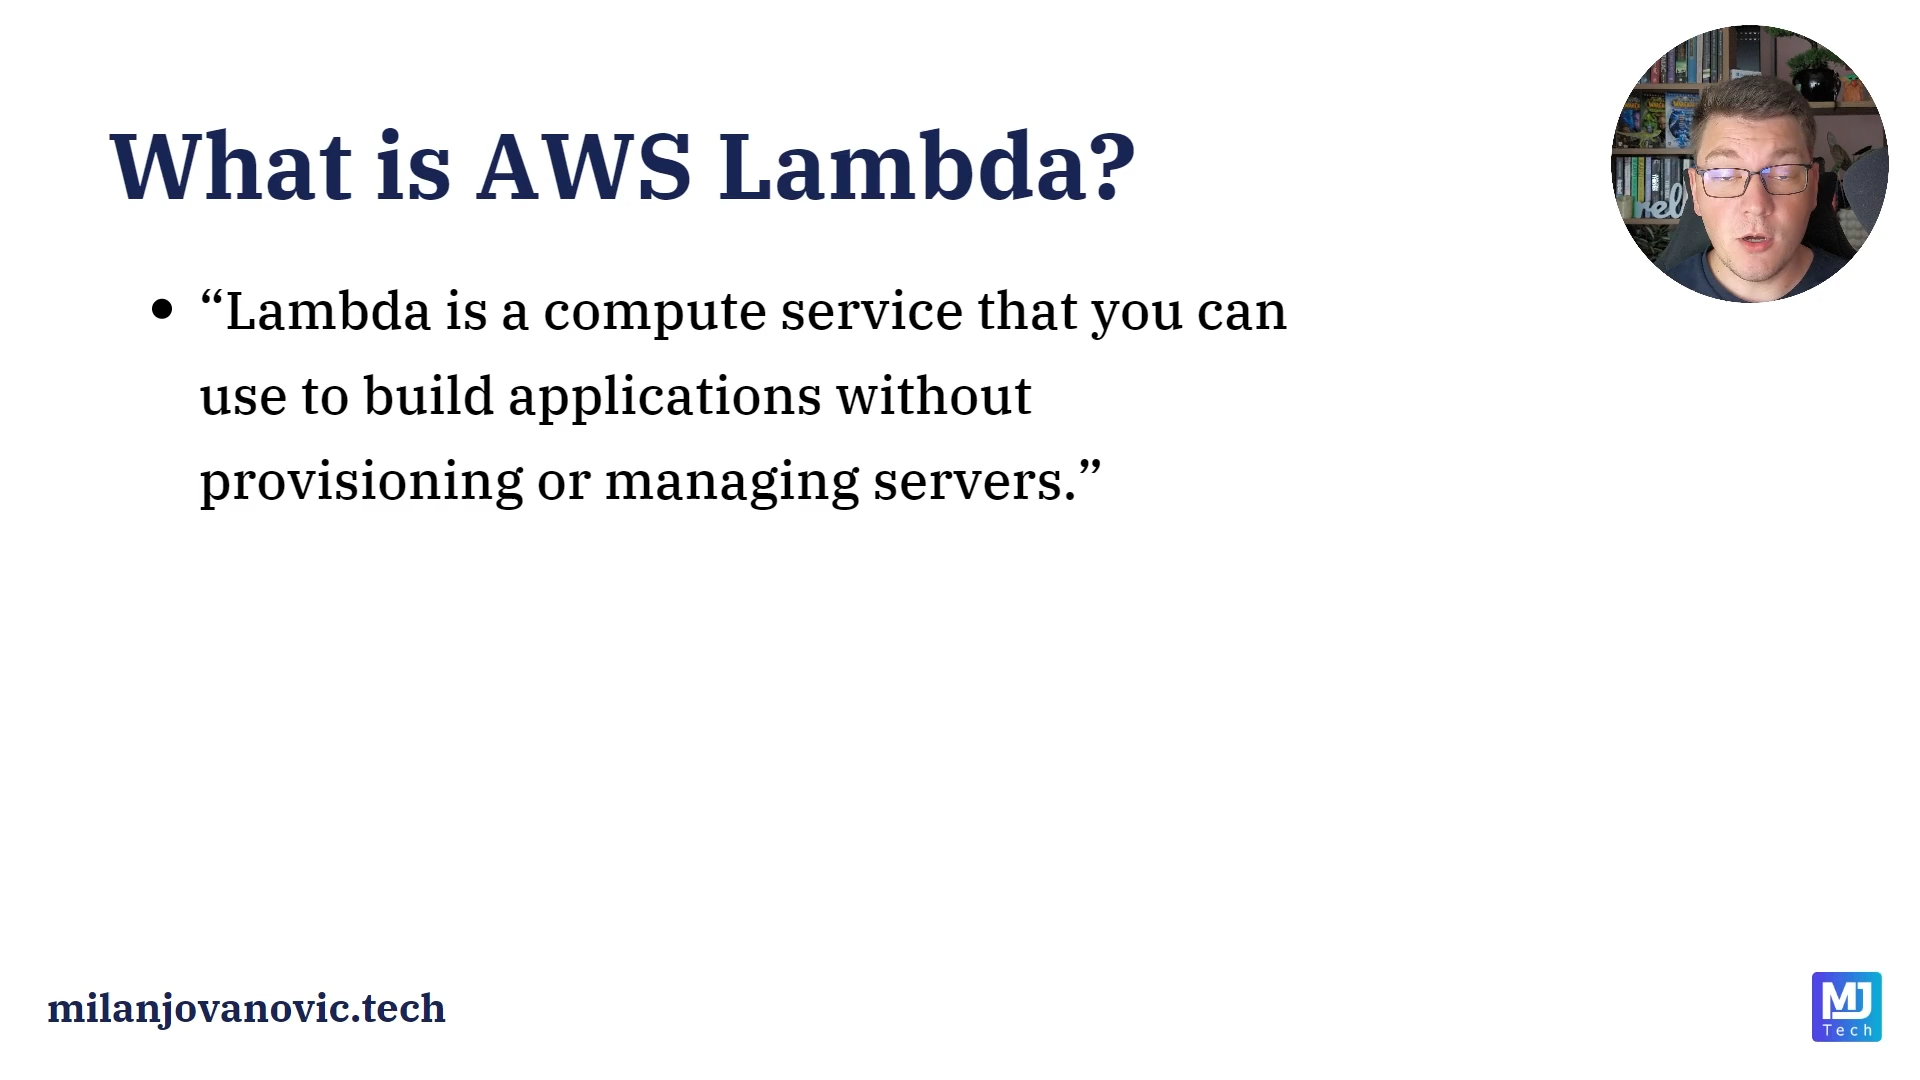 What is AWS Lambda?
• “Lambda is a compute service that you can
use to build applications without
provisioning or managing servers.”
milanjovanovic.tech
MJ
Tech